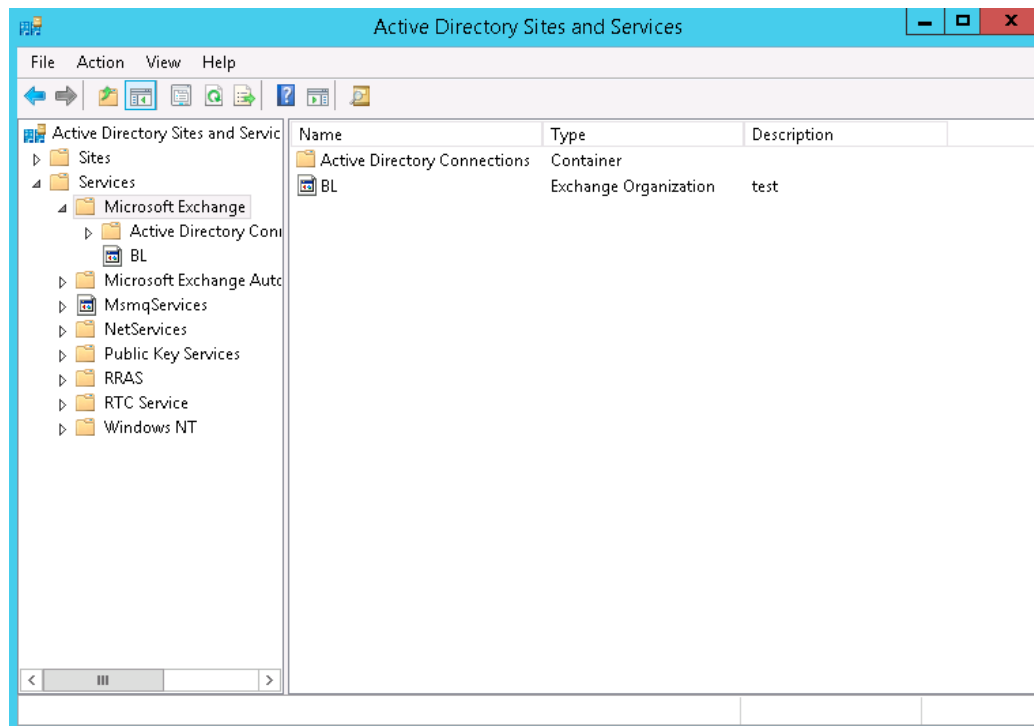 Active Directory Sites and Services
File Action View Help
Active Directory Sites and Servic
Sites
Services
Microsoft Exchange
Active Directory Con
BL
Microsoft Exchange Auto
MsmqServices
NetServices
Public Key Services
RRAS
RTC Service
Windows NT
Name Type Description
Active Directory Connections Container
BL Exchange Organization test